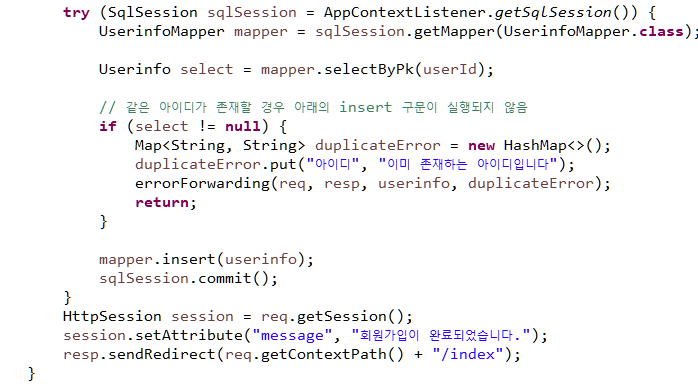 try (SqlSession sqlSession = AppContextListener.getSqlSession()) {
UserinfoMapper mapper = sqlSession.getMapper(UserinfoMapper.class);
Userinfo select = mapper.selectByPk(userId);
// 같은 아이디가 존재할 경우 아래의 insert 구문이 실행되지 않음
if (select != null) {
Map<String, String> duplicateError = new HashMap<>();
duplicateError.put("아이디", "이미 존재하는 아이디입니다");
errorForwarding(req, resp, userinfo, duplicateError);
return;
}
mapper.insert(userinfo);
sqlSession.commit();
}
HttpSession session = req.getSession();
session.setAttribute("message", "회원가입이 완료되었습니다.");
resp.sendRedirect(req.getContextPath() + "/index");
}